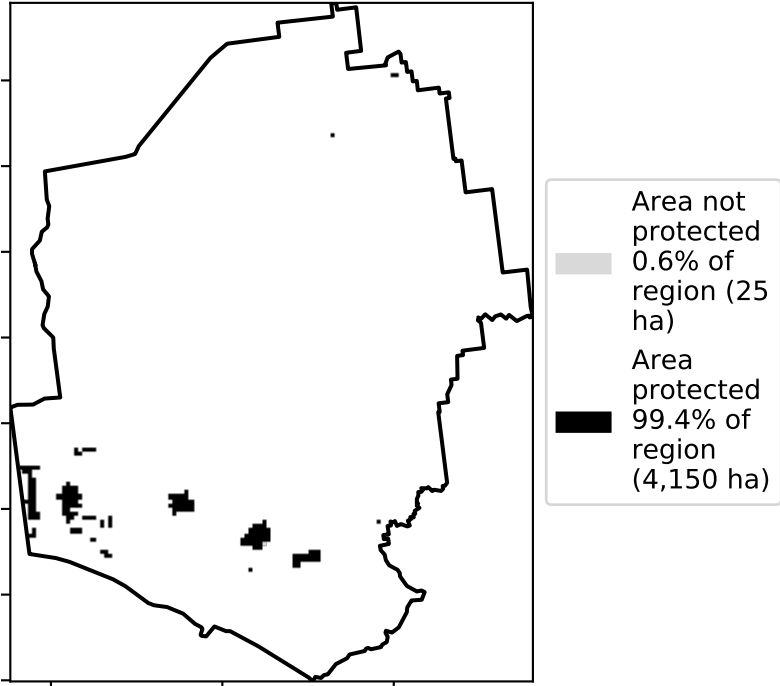 Area not
protected
0.6% of
region (25
ha)
Area
protected
99.4% of
region
(4,150 ha)